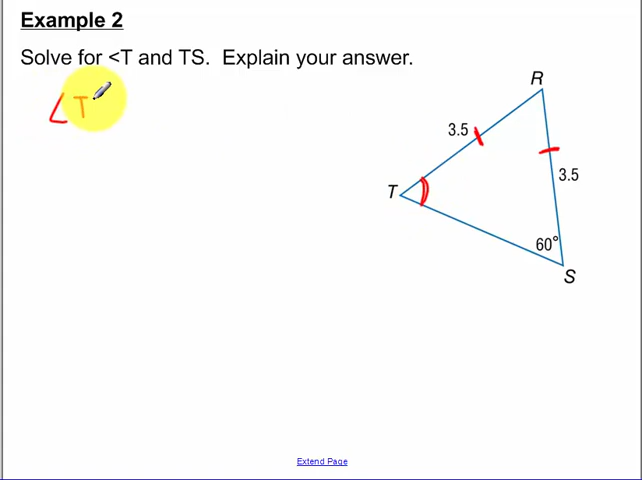 Example 2
Solve for <T and TS. Explain your answer.
∠T
R
3.5
3.5
T
60°
S
Extend Page